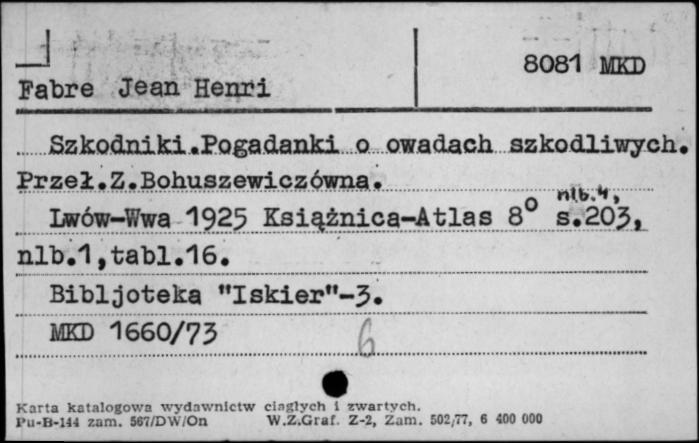 8081 MKD
Fabre Jean Henri
Szkodniki.Pogadanki o owadach szkodliwych.
Przeł.Z.Bohuszewiczówna.
nlb.4,
Lwów-Wwa 1925 Książnica-Atlas 8° s.203,
nlb.1,tabl.16.
Bibljoteka "Iskier"-3.
MKD 1660/73 6
Karta katalogowa wydawnictw ciągłych i zwartych.
Pu-B-144 zam. 567/DW/On W.Z.Graf. Z-2, Zam. 502/77, 6 400 000